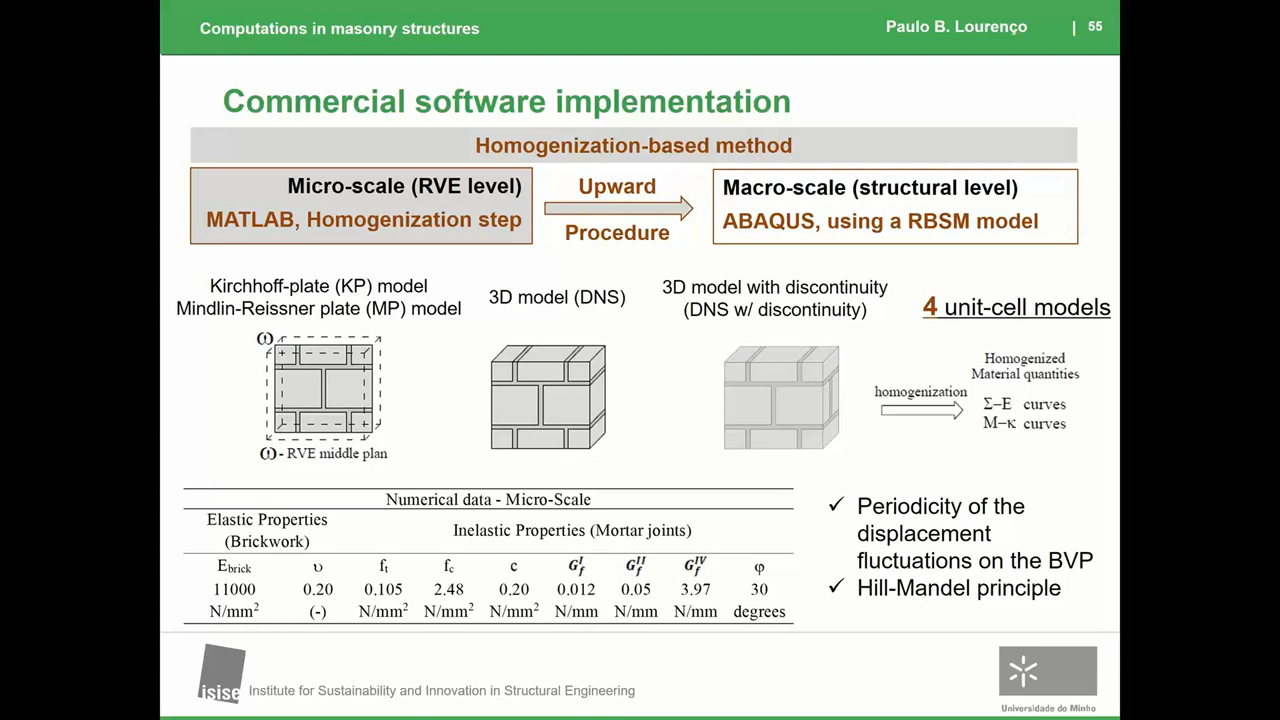 Computations in masonry structures
Paulo B. Lourenço | 55
Commercial software implementation
Homogenization-based method
Micro-scale (RVE level)
MATLAB, Homogenization step
Upward
Procedure
Macro-scale (structural level)
ABAQUS, using a RBSM model
Kirchhoff-plate (KP) model
Mindlin-Reissner plate (MP) model
3D model (DNS)
3D model with discontinuity
(DNS w/ discontinuity)
4 unit-cell models
ω
ω - RVE middle plan
homogenization
Homogenized
Material quantities
Σ–E curves
M–κ curves
Numerical data - Micro-Scale
Elastic Properties
(Brickwork)
Inelastic Properties (Mortar joints)
E_brick υ f_t f_c c G_f^I G_f^II G_f^IV φ
11000 0.20 0.105 2.48 0.20 0.012 0.05 3.97 30
N/mm² (-) N/mm² N/mm² N/mm² N/mm N/mm N/mm degrees
✓ Periodicity of the
displacement
fluctuations on the BVP
✓ Hill-Mandel principle
isise
Institute for Sustainability and Innovation in Structural Engineering
Universidade do Minho